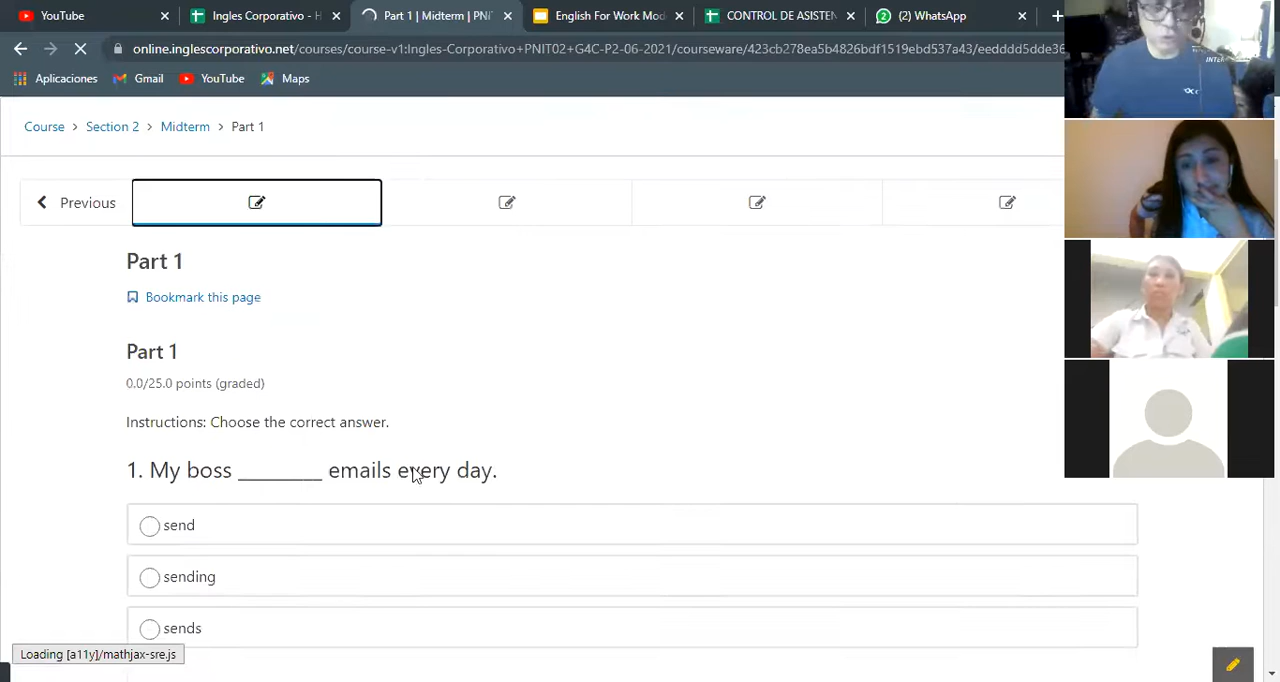 YouTube
Ingles Corporativo - H
Part 1 | Midterm | PNI
English For Work Mod
CONTROL DE ASISTEN
(2) WhatsApp
online.inglescorporativo.net/courses/course-v1:Ingles-Corporativo+PNIT02+G4C-P2-06-2021/courseware/423cb278ea5b4826bdf1519ebd537a43/eedddd5dde36
Aplicaciones
Gmail
YouTube
Maps
Course > Section 2 > Midterm > Part 1
Previous
Part 1
Bookmark this page
Part 1
0.0/25.0 points (graded)
Instructions: Choose the correct answer.
1. My boss ________ emails every day.
send
sending
sends
Loading [a11y]/mathjax-sre.js